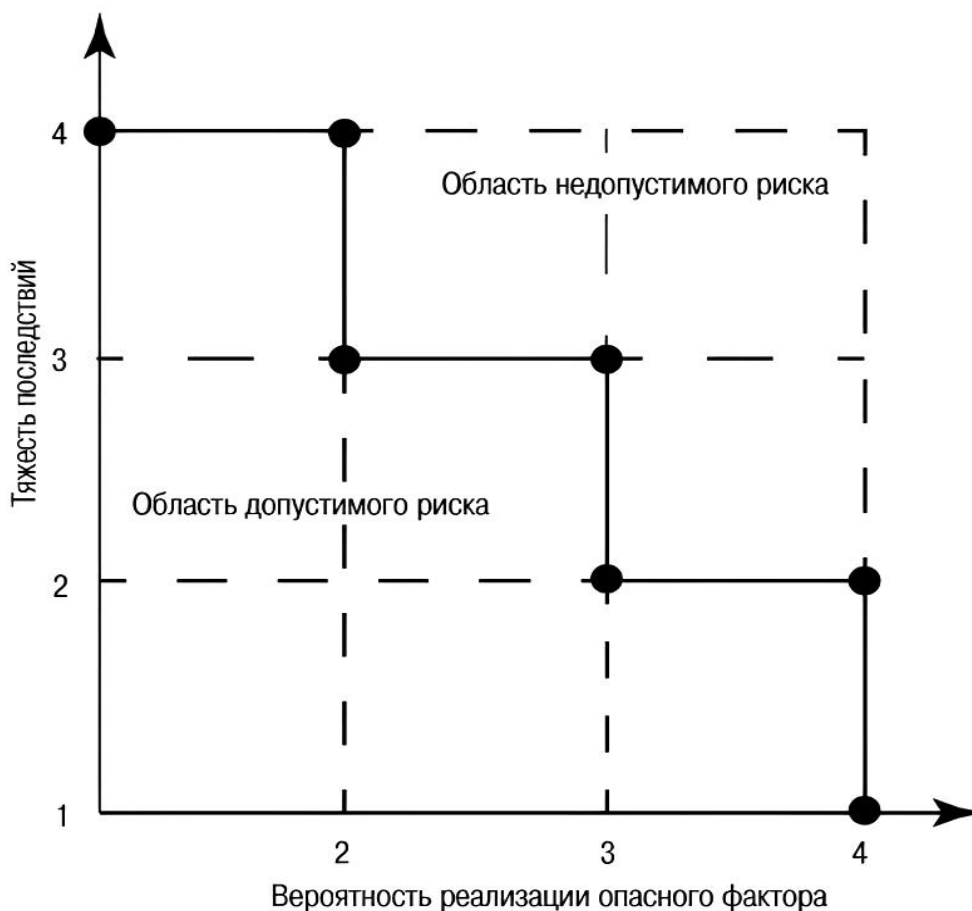 4
Область недопустимого риска
3
Тяжесть последствий
Область допустимого риска
2
1
2
3
4
Вероятность реализации опасного фактора